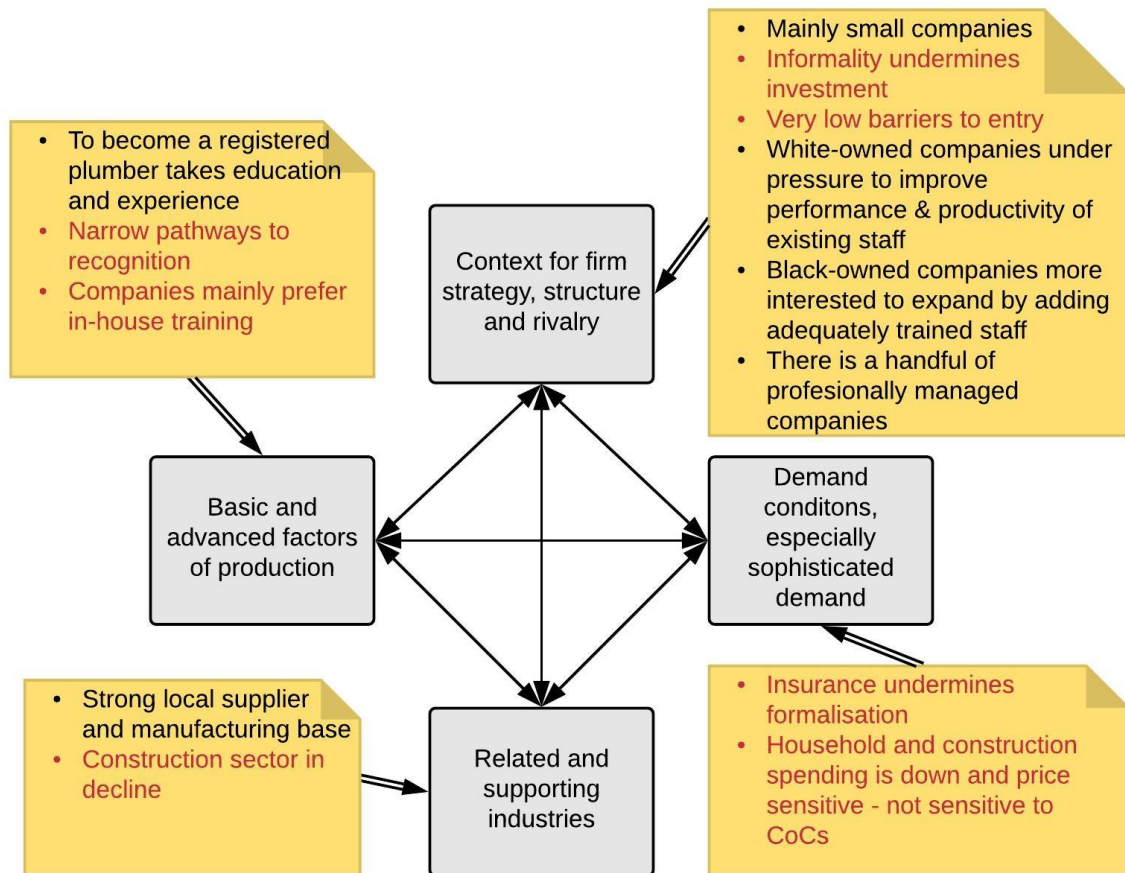 • Mainly small companies
• Informality undermines
investment
• Very low barriers to entry
• White-owned companies under
pressure to improve
performance & productivity of
existing staff
• Black-owned companies more
interested to expand by adding
adequately trained staff
• There is a handful of
profesionally managed
companies
• To become a registered
plumber takes education
and experience
• Narrow pathways to
recognition
• Companies mainly prefer
in-house training
Context for firm
strategy, structure
and rivalry
Basic and
advanced factors
of production
Demand
conditons,
especially
sophisticated
demand
• Strong local supplier
and manufacturing base
• Construction sector in
decline
Related and
supporting
industries
• Insurance undermines
formalisation
• Household and construction
spending is down and price
sensitive - not sensitive to
CoCs